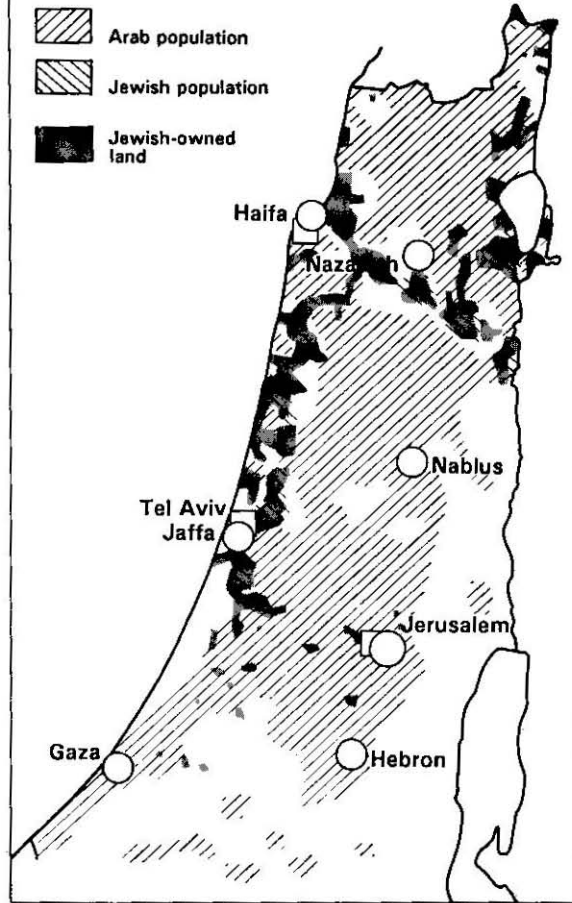 Arab population
Jewish population
Jewish-owned
land
Haifa
Nablus
Tel Aviv
Jaffa
Jerusalem
Gaza
Hebron